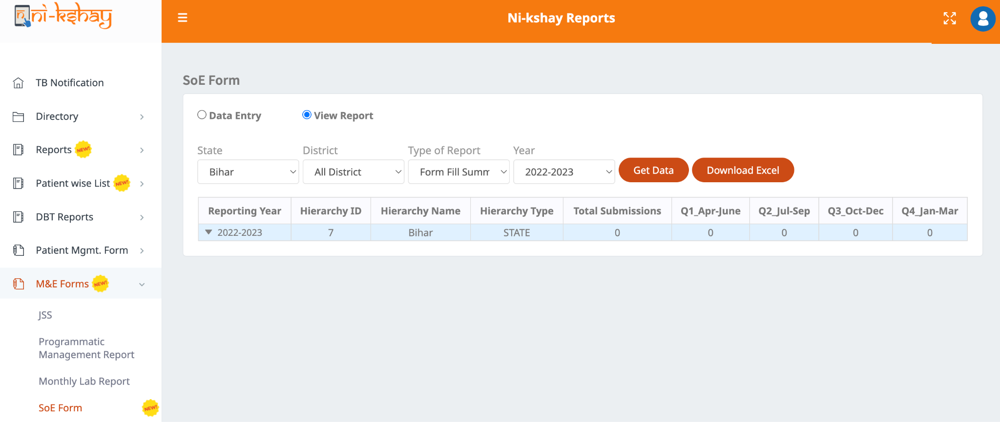 ni-kshay
Ni-kshay Reports
TB Notification
Directory
Reports NEW!
Patient wise List NEW!
DBT Reports
Patient Mgmt. Form
M&E Forms NEW!
JSS
Programmatic
Management Report
Monthly Lab Report
SoE Form NEW!
SoE Form
Data Entry View Report
State District Type of Report Year
Bihar All District Form Fill Summ 2022-2023 Get Data Download Excel
Reporting Year Hierarchy ID Hierarchy Name Hierarchy Type Total Submissions Q1_Apr-June Q2_Jul-Sep Q3_Oct-Dec Q4_Jan-Mar
2022-2023 7 Bihar STATE 0 0 0 0 0